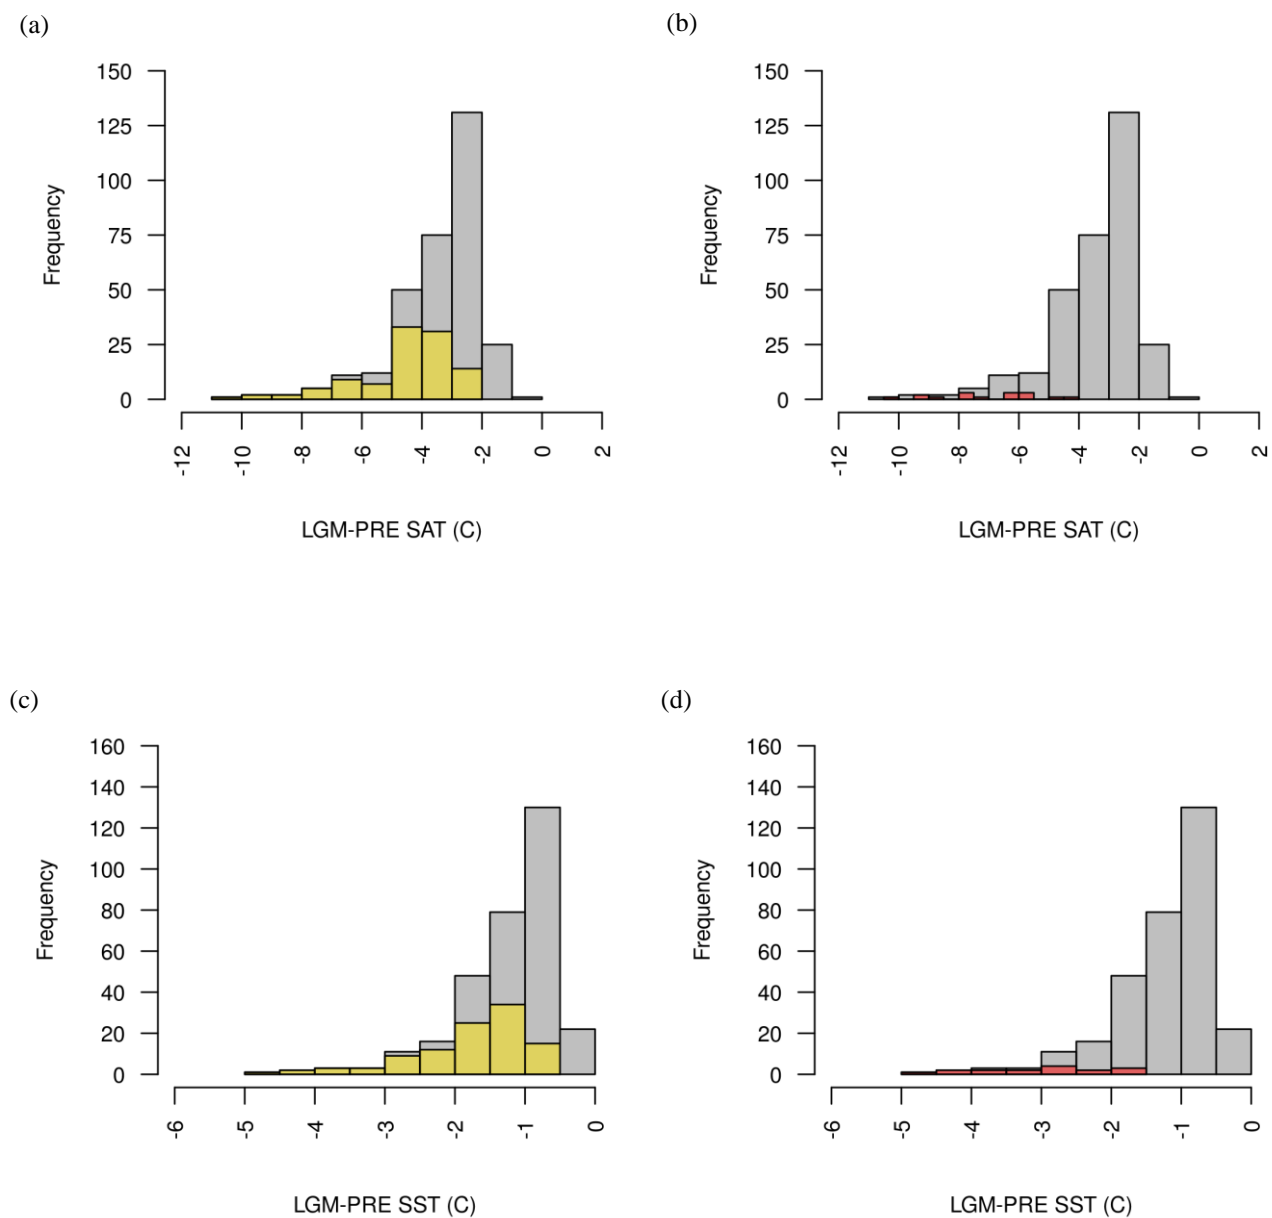 (a)
150
125
100
75
50
25
0
Frequency
-12 -10 -8 -6 -4 -2 0 2
LGM-PRE SAT (C)
(b)
150
125
100
75
50
25
0
Frequency
-12 -10 -8 -6 -4 -2 0 2
LGM-PRE SAT (C)
(c)
160
140
120
100
80
60
40
20
0
Frequency
-6 -5 -4 -3 -2 -1 0
LGM-PRE SST (C)
(d)
160
140
120
100
80
60
40
20
0
Frequency
-6 -5 -4 -3 -2 -1 0
LGM-PRE SST (C)